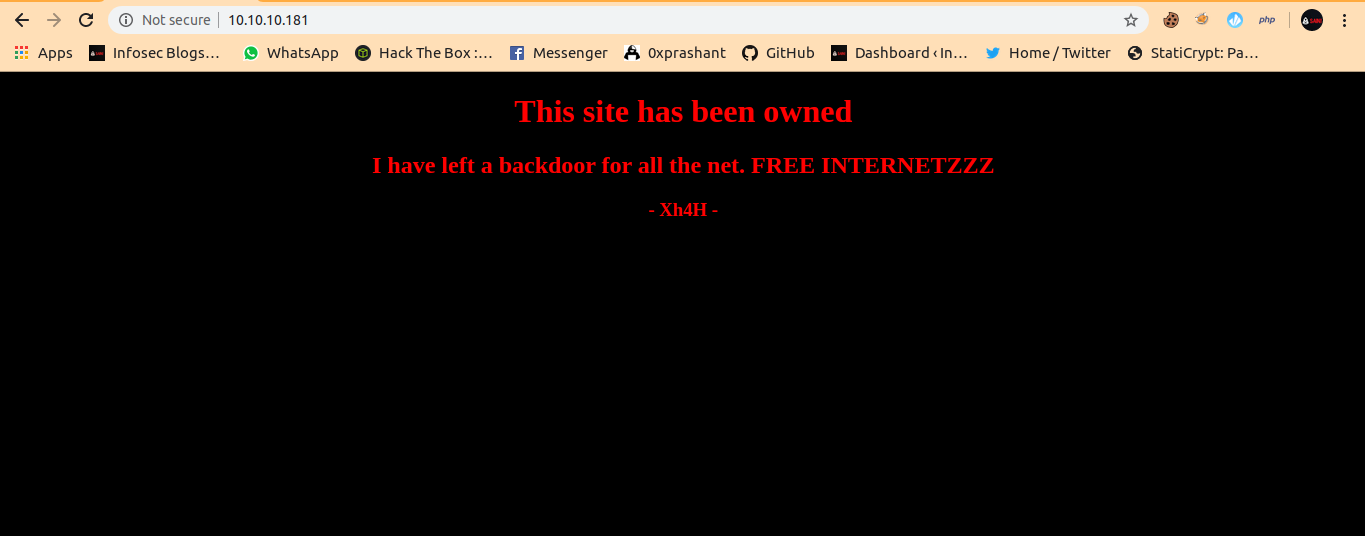 Not secure 10.10.10.181 php
Apps Infosec Blogs... WhatsApp Hack The Box :... Messenger 0xprashant GitHub Dashboard ‹ In... Home / Twitter StatiCrypt: Pa...
This site has been owned
I have left a backdoor for all the net. FREE INTERNETZZZ
- Xh4H -